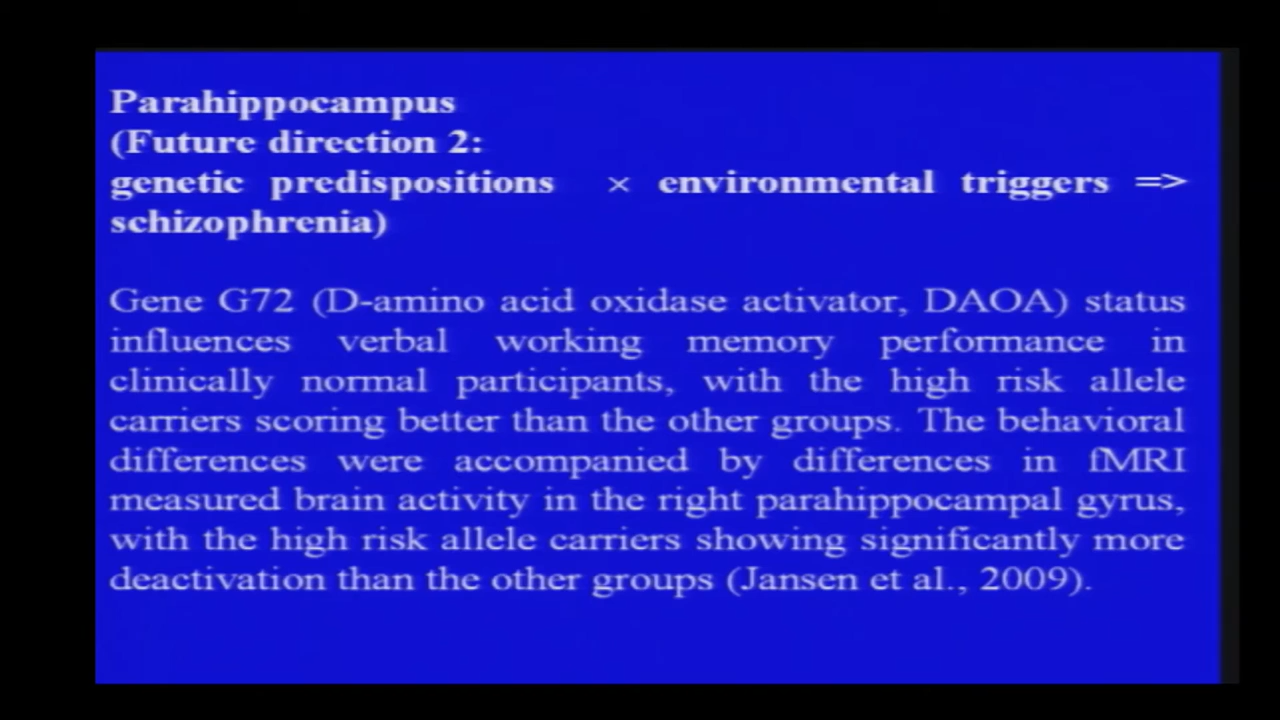 Parahippocampus
(Future direction 2:
genetic predispositions × environmental triggers =>
schizophrenia)
Gene G72 (D-amino acid oxidase activator, DAOA) status
influences verbal working memory performance in
clinically normal participants, with the high risk allele
carriers scoring better than the other groups. The behavioral
differences were accompanied by differences in fMRI
measured brain activity in the right parahippocampal gyrus,
with the high risk allele carriers showing significantly more
deactivation than the other groups (Jansen et al., 2009).